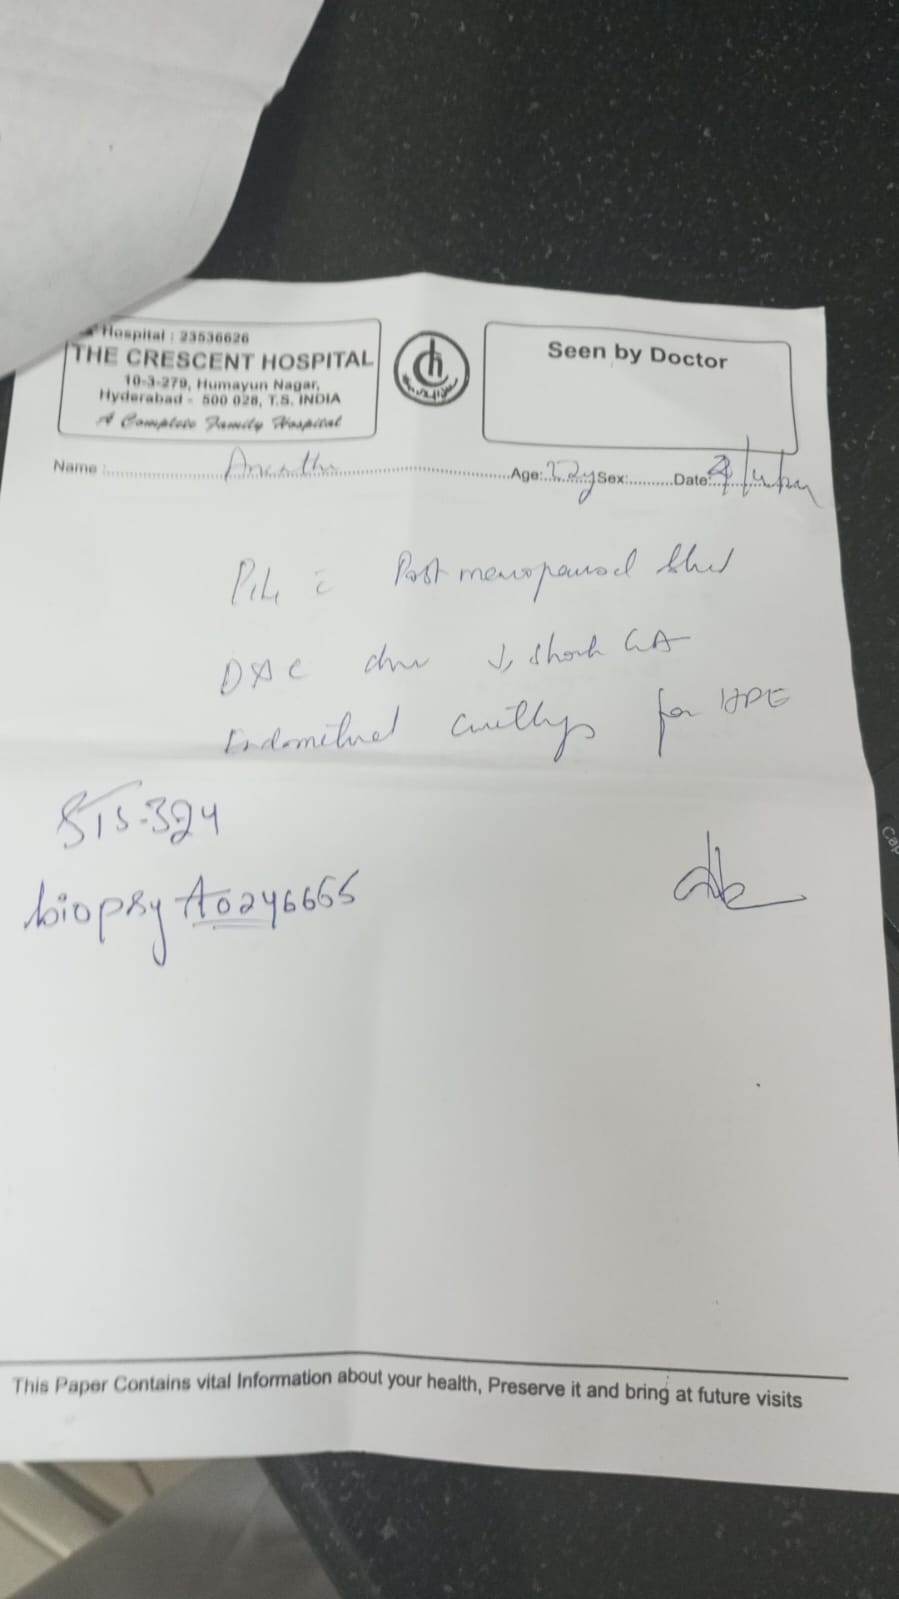 Hospital : 23536626
THE CRESCENT HOSPITAL
10-3-279, Humayun Nagar,
Hyderabad - 500 028, T.S. INDIA
A Complete Family Hospital
Seen by Doctor
Name : Age: Sex: Date:
Post menopausal
D&C short GA
Endometrial for HPE
S15-324
biopsy A0246665
This Paper Contains vital Information about your health, Preserve it and bring at future visits